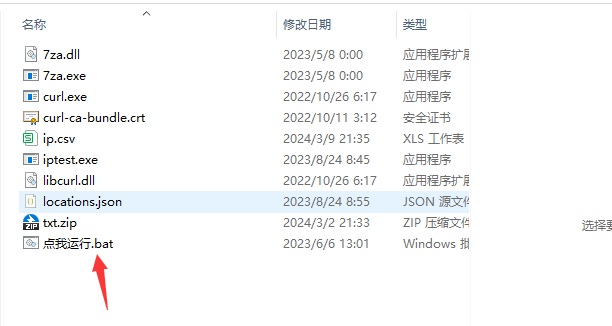 名称 修改日期 类型
7za.dll 2023/5/8 0:00 应用程序扩展
7za.exe 2023/5/8 0:00 应用程序
curl.exe 2022/10/26 6:17 应用程序
curl-ca-bundle.crt 2022/10/11 3:12 安全证书
ip.csv 2024/3/9 21:35 XLS 工作表
iptest.exe 2023/8/24 8:45 应用程序
libcurl.dll 2022/10/26 6:17 应用程序扩展
locations.json 2023/8/24 8:55 JSON 源文件
txt.zip 2024/3/2 21:33 ZIP 压缩文件
选择要
点我运行.bat 2023/6/6 13:01 Windows 批